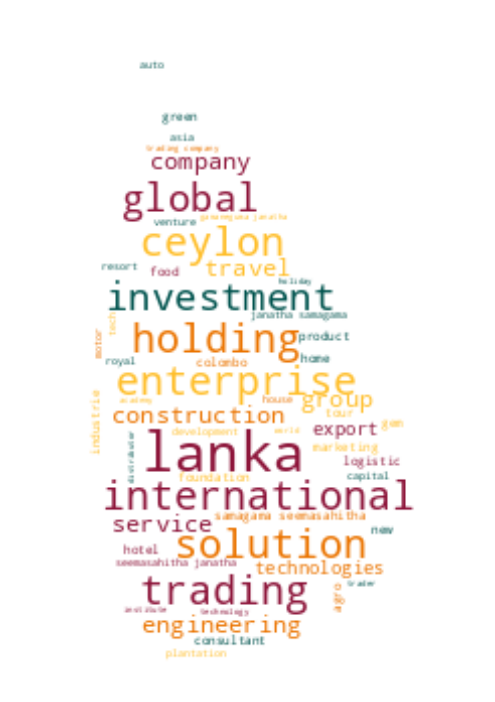 auto
green
asia
trading company
company
global
gunaneguna janatha
venture
ceylon
resort food travel
holiday
investment
janatha samagama
tech
motor holding product
royal colombo home
enterprise
academy house group
industrie tour
construction gem
export
development world
distributor lanka marketing
logistic
foundation capital
international
samagama seemasahitha
service new
solution
hotel
seemasahitha janatha technologies
trading trader
agro
institute technology
engineering
consultant
plantation